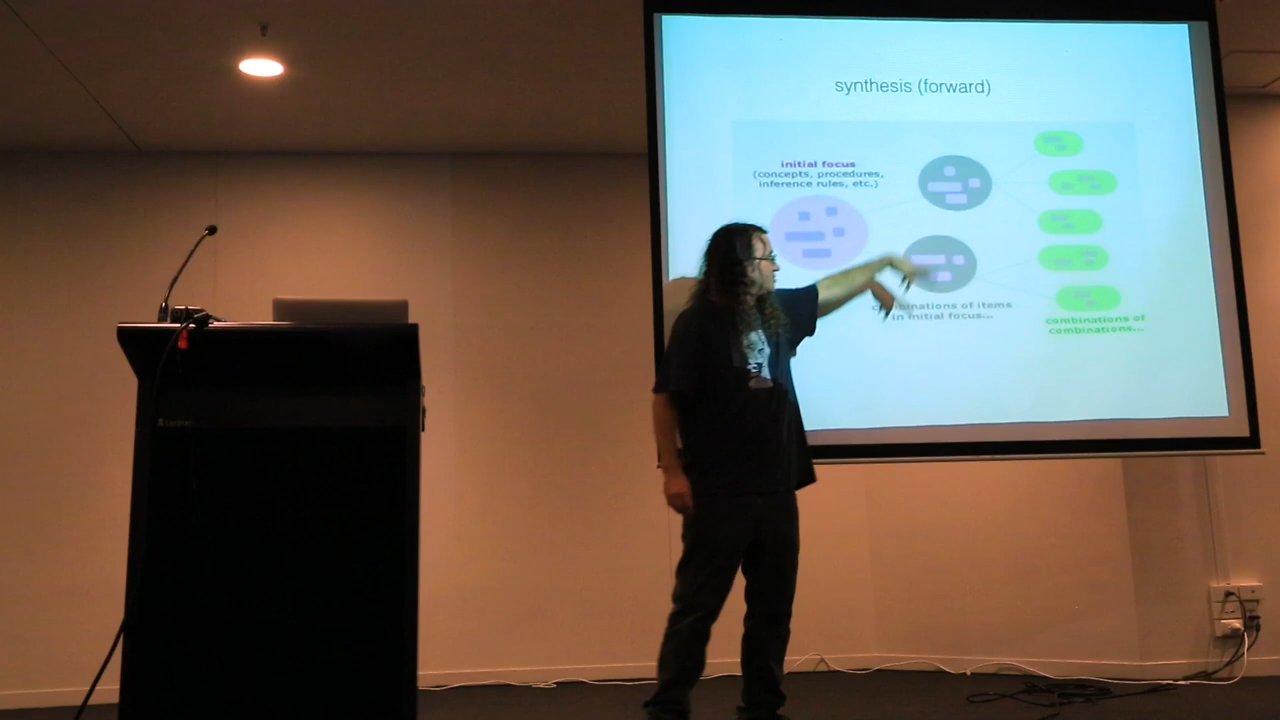 synthesis (forward)
initial focus
(concepts, procedures,
inference rules, etc.)
combinations of items
in initial focus...
combinations of
combinations...